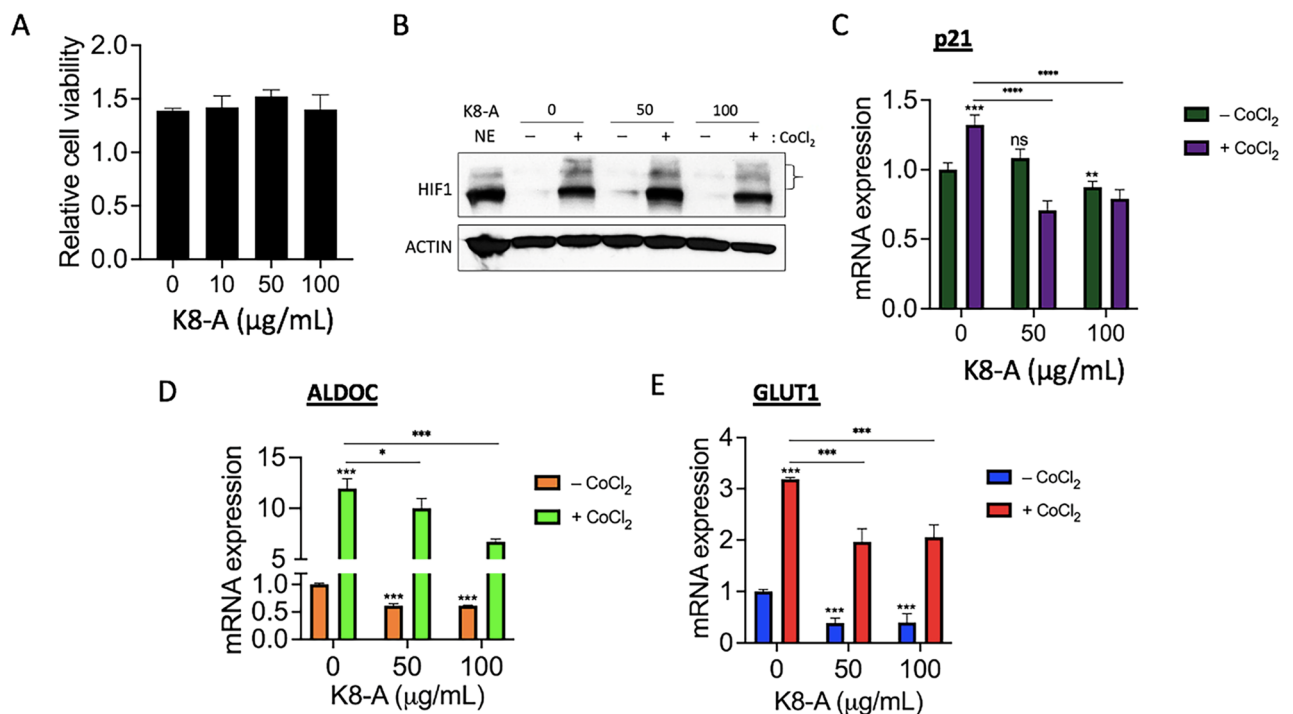 A
Relative cell viability
2.0
1.5
1.0
0.5
0.0
0 10 50 100
K8-A (µg/mL)
B
K8-A 0 50 100
NE – + – + – + : CoCl₂
HIF1
ACTIN
C
p21
****
****
*** ns **
mRNA expression
1.5
1.0
0.5
0.0
0 50 100
K8-A (µg/mL)
– CoCl₂
+ CoCl₂
D
ALDOC
***
*
***
*** ***
mRNA expression
15
10
5
1.0
0.5
0.0
0 50 100
K8-A (µg/mL)
– CoCl₂
+ CoCl₂
E
GLUT1
***
***
***
*** ***
mRNA expression
4
3
2
1
0
0 50 100
K8-A (µg/mL)
– CoCl₂
+ CoCl₂